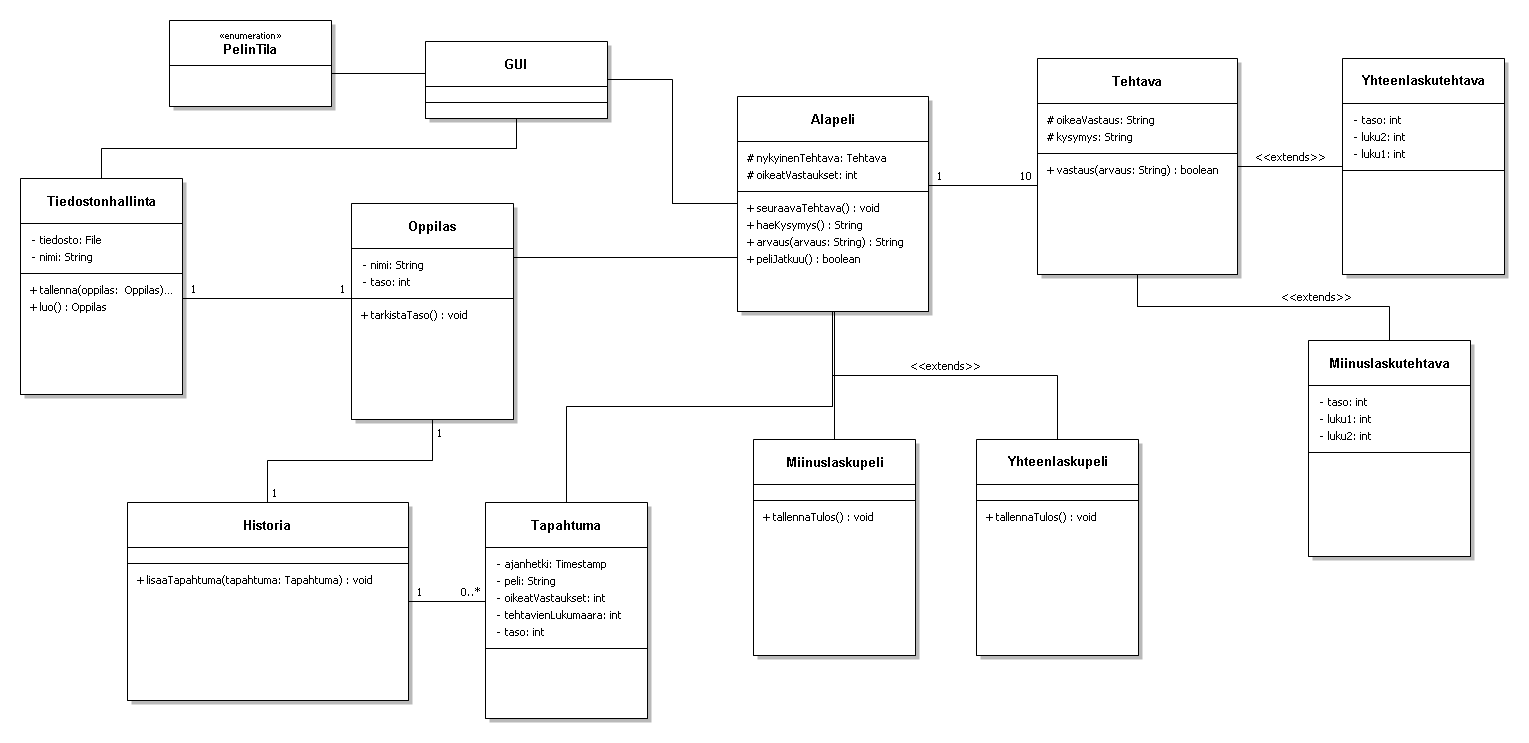 «enumeration»
PelinTila
GUI
Alapeli
# nykyinenTehtava: Tehtava
# oikeatVastaukset: int
+ seuraavaTehtava() : void
+ haeKysymys() : String
+ arvaus(arvaus: String) : String
+ peliJatkuu() : boolean
1
10
Tehtava
# oikeaVastaus: String
# kysymys: String
+ vastaus(arvaus: String) : boolean
<<extends>>
Yhteenlaskutehtava
- taso: int
- luku2: int
- luku1: int
<<extends>>
Miinuslaskutehtava
- taso: int
- luku1: int
- luku2: int
Tiedostonhallinta
- tiedosto: File
- nimi: String
+ tallenna(oppilas: Oppilas)...
+ luo() : Oppilas
1
1
Oppilas
- nimi: String
- taso: int
+ tarkistaTaso() : void
1
1
<<extends>>
Miinuslaskupeli
+ tallennaTulos() : void
Yhteenlaskupeli
+ tallennaTulos() : void
Historia
+ lisaaTapahtuma(tapahtuma: Tapahtuma) : void
1
0..*
Tapahtuma
- ajanhetki: Timestamp
- peli: String
- oikeatVastaukset: int
- tehtavienLukumaara: int
- taso: int